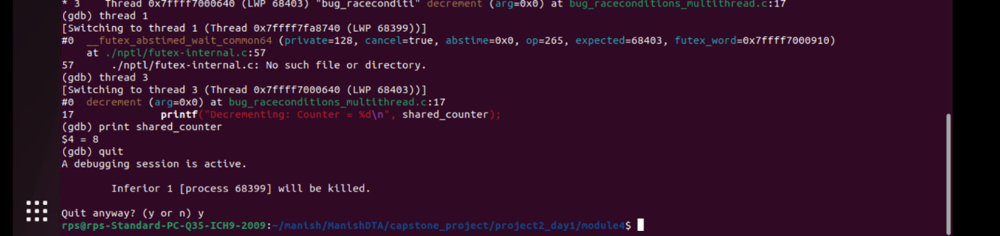 * 3    Thread 0x7ffff7000640 (LWP 68403) "bug_raceconditi" decrement (arg=0x0) at bug_raceconditions_multithread.c:17
(gdb) thread 1
[Switching to thread 1 (Thread 0x7ffff7fa8740 (LWP 68399))]
#0  __futex_abstimed_wait_common64 (private=128, cancel=true, abstime=0x0, op=265, expected=68403, futex_word=0x7ffff7000910)
    at ./nptl/futex-internal.c:57
57      ./nptl/futex-internal.c: No such file or directory.
(gdb) thread 3
[Switching to thread 3 (Thread 0x7ffff7000640 (LWP 68403))]
#0  decrement (arg=0x0) at bug_raceconditions_multithread.c:17
17              printf("Decrementing: Counter = %d\n", shared_counter);
(gdb) print shared_counter
$4 = 8
(gdb) quit
A debugging session is active.
        Inferior 1 [process 68399] will be killed.
Quit anyway? (y or n) y
rps@rps-Standard-PC-Q35-ICH9-2009:~/manish/ManishDTA/capstone_project/project2_day1/module4$